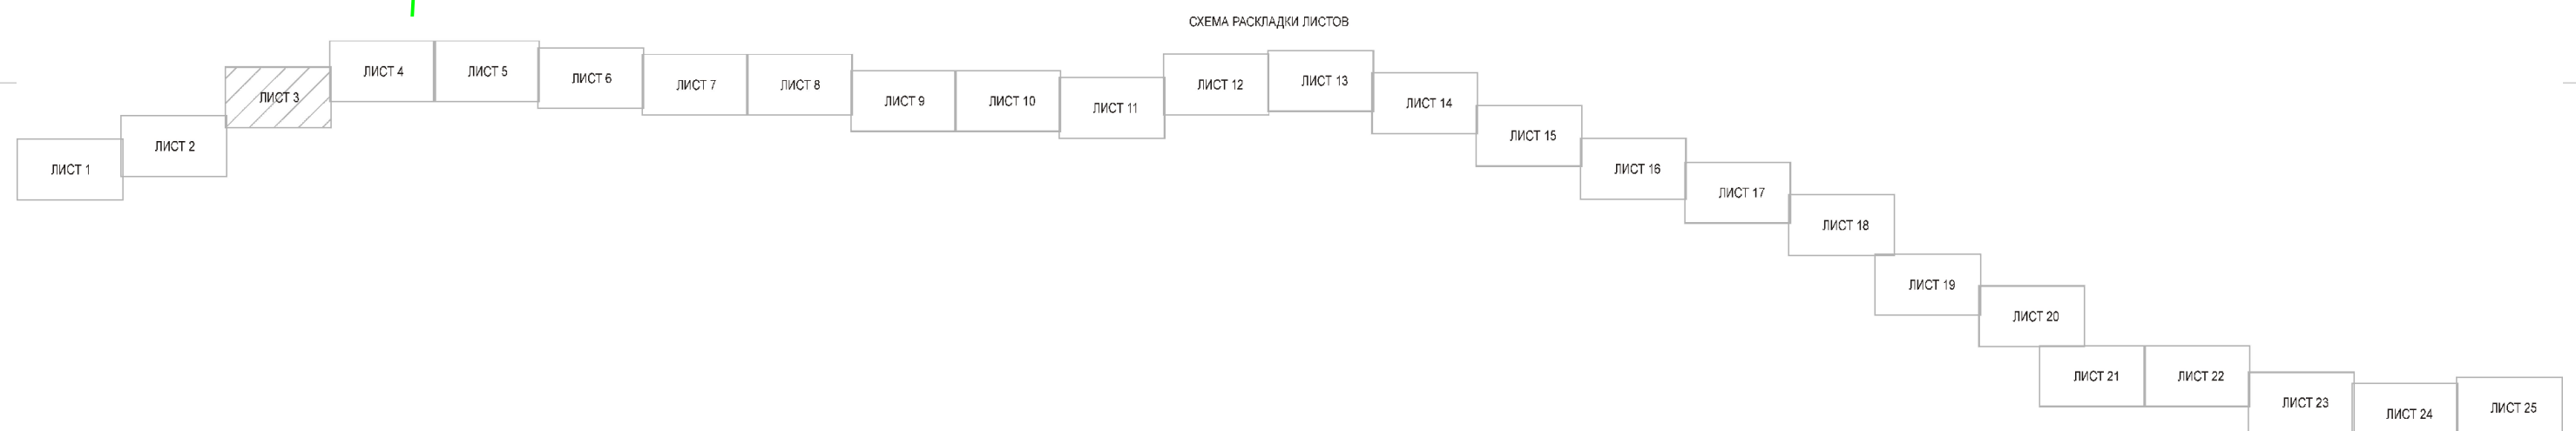 СХЕМА РАСКЛАДКИ ЛИСТОВ
ЛИСТ 1
ЛИСТ 2
ЛИСТ 3
ЛИСТ 4
ЛИСТ 5
ЛИСТ 6
ЛИСТ 7
ЛИСТ 8
ЛИСТ 9
ЛИСТ 10
ЛИСТ 11
ЛИСТ 12
ЛИСТ 13
ЛИСТ 14
ЛИСТ 15
ЛИСТ 16
ЛИСТ 17
ЛИСТ 18
ЛИСТ 19
ЛИСТ 20
ЛИСТ 21
ЛИСТ 22
ЛИСТ 23
ЛИСТ 24
ЛИСТ 25